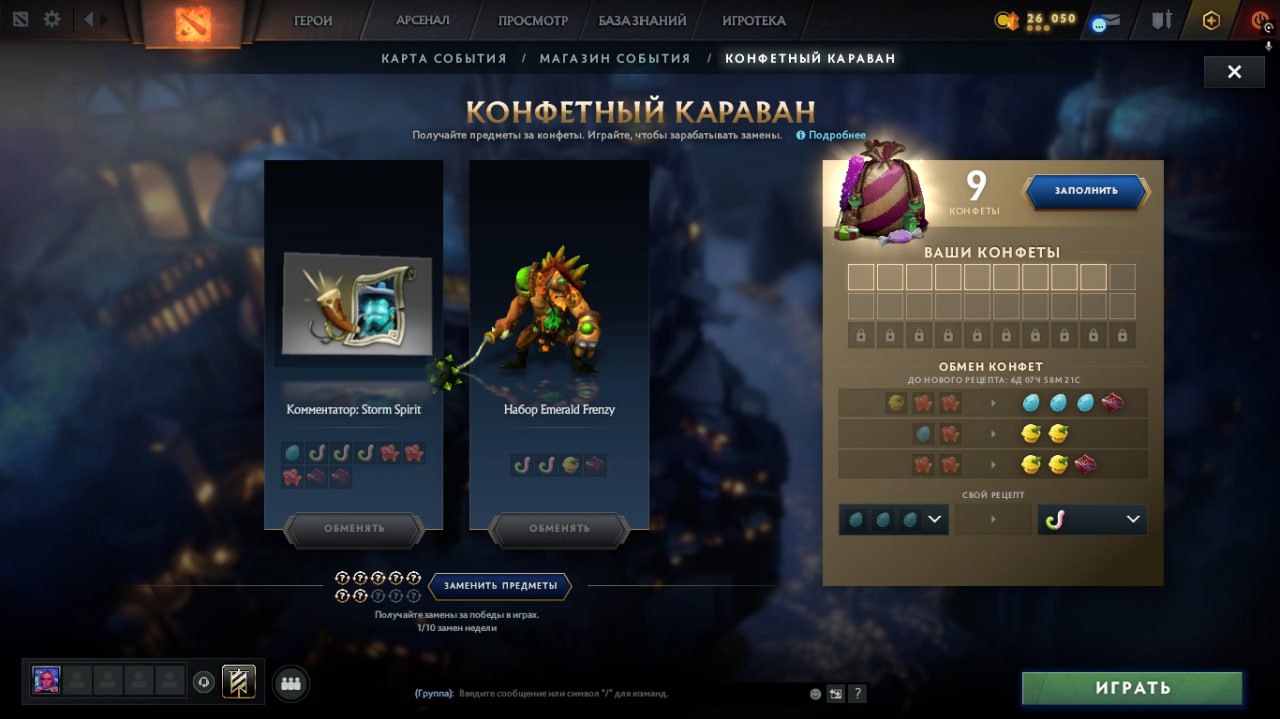 ГЕРОИ
АРСЕНАЛ
ПРОСМОТР
БАЗА ЗНАНИЙ
ИГРОТЕКА
26 050
КАРТА СОБЫТИЯ / МАГАЗИН СОБЫТИЯ / КОНФЕТНЫЙ КАРАВАН
КОНФЕТНЫЙ КАРАВАН
Получайте предметы за конфеты. Играйте, чтобы зарабатывать замены. Подробнее
Комментатор: Storm Spirit
ОБМЕНЯТЬ
Набор Emerald Frenzy
ОБМЕНЯТЬ
ЗАМЕНИТЬ ПРЕДМЕТЫ
Получайте замены за победы в играх.
1/10 замен недели
9
КОНФЕТЫ
ЗАПОЛНИТЬ
ВАШИ КОНФЕТЫ
ОБМЕН КОНФЕТ
ДО НОВОГО РЕЦЕПТА: 6Д 07Ч 58М 21С
СВОЙ РЕЦЕПТ
(Группа): Введите сообщение или символ "/" для команд.
?
ИГРАТЬ